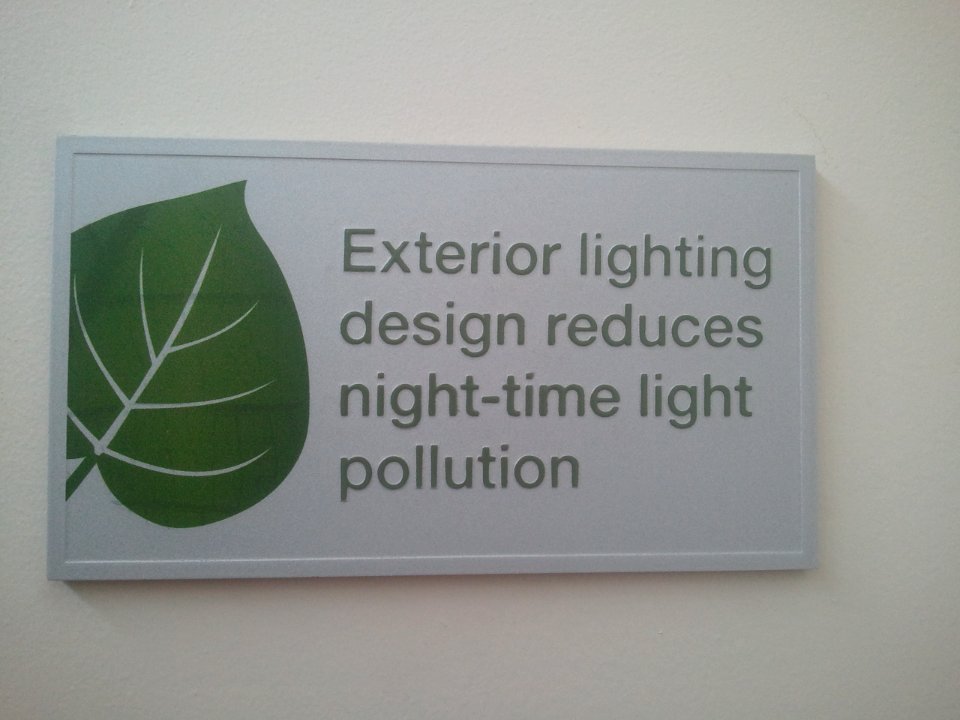 Exterior lighting
design reduces
night-time light
pollution